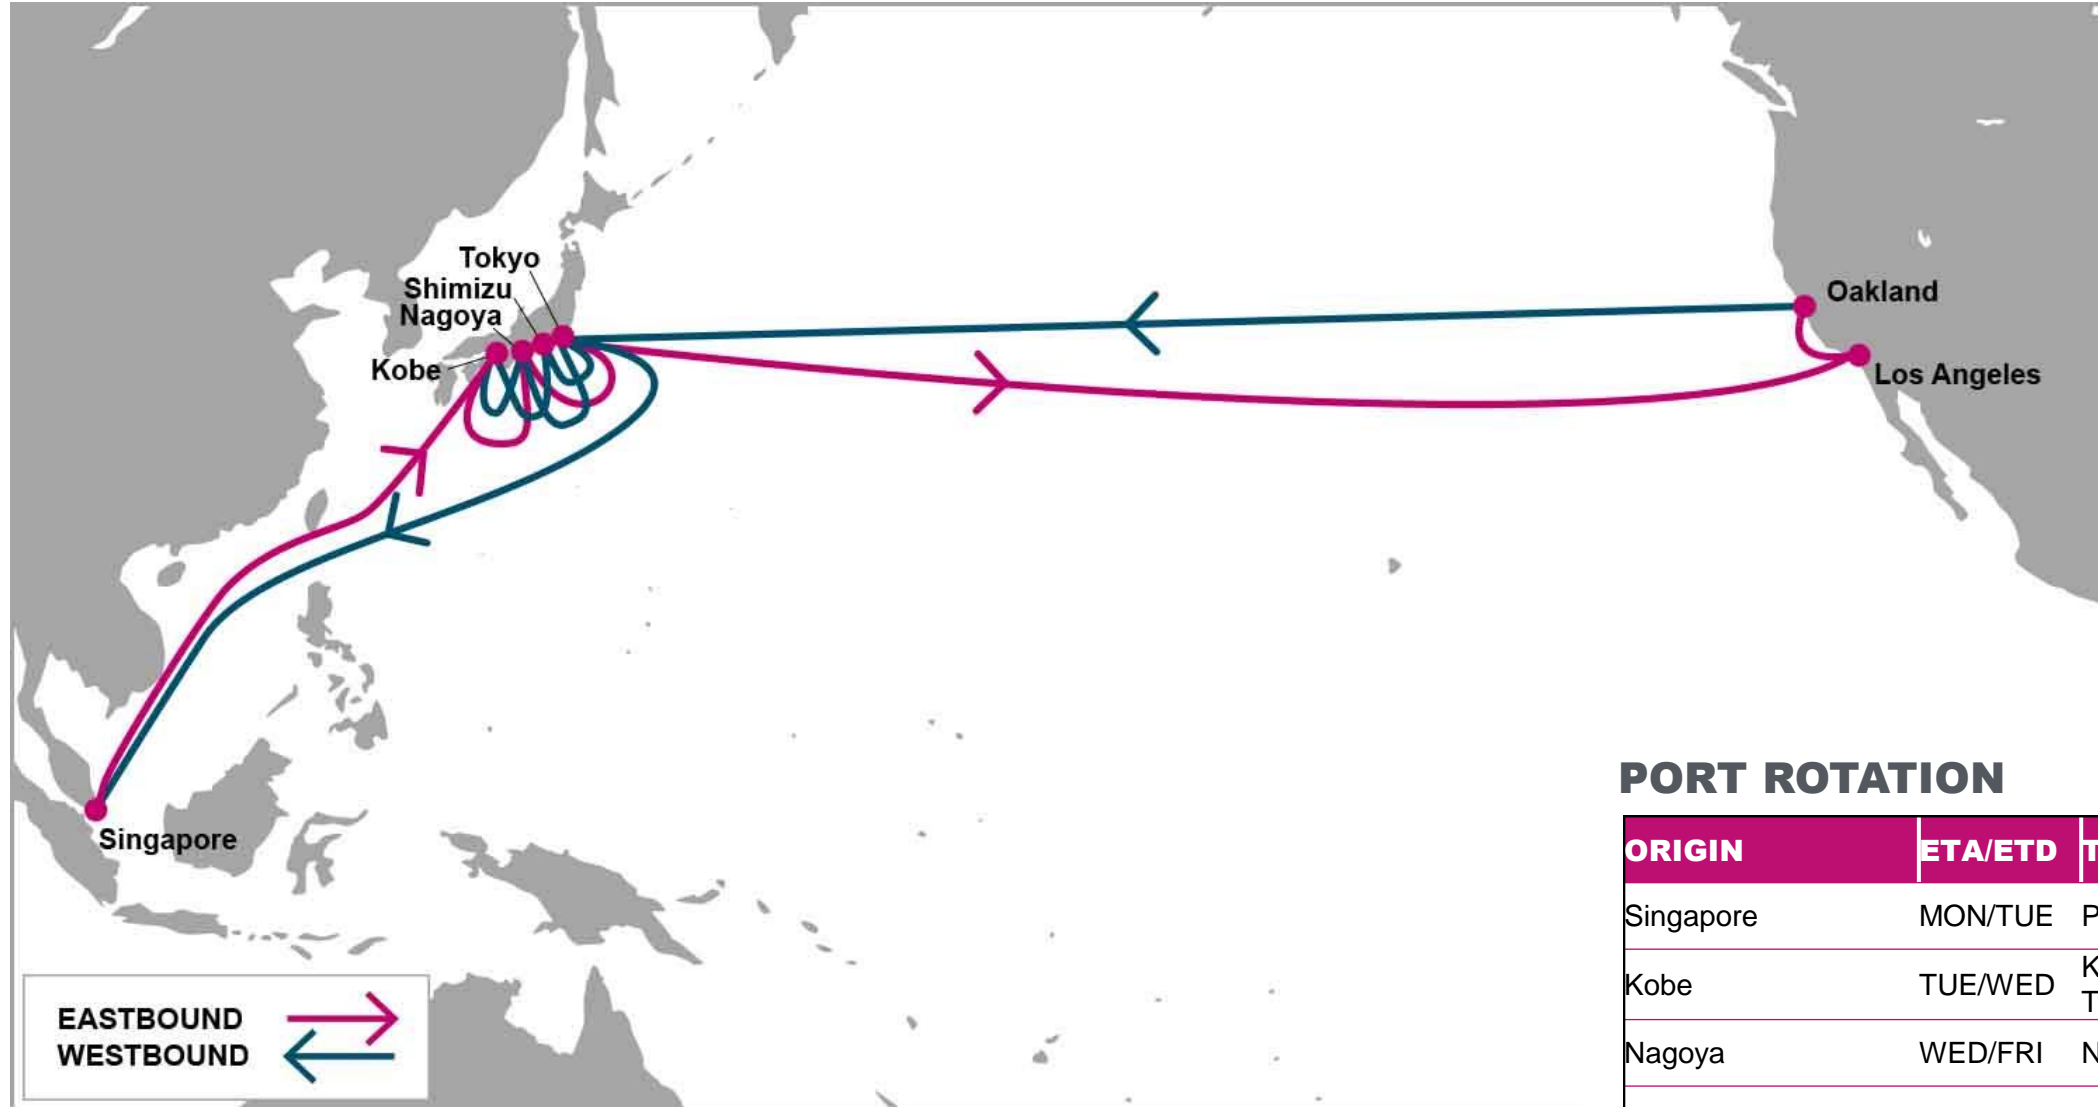 Tokyo
Shimizu
Nagoya
Kobe
Oakland
Los Angeles
Singapore
EASTBOUND
WESTBOUND
PORT ROTATION
ORIGIN ETA/ETD T
Singapore MON/TUE P
Kobe TUE/WED K
T
Nagoya WED/FRI N